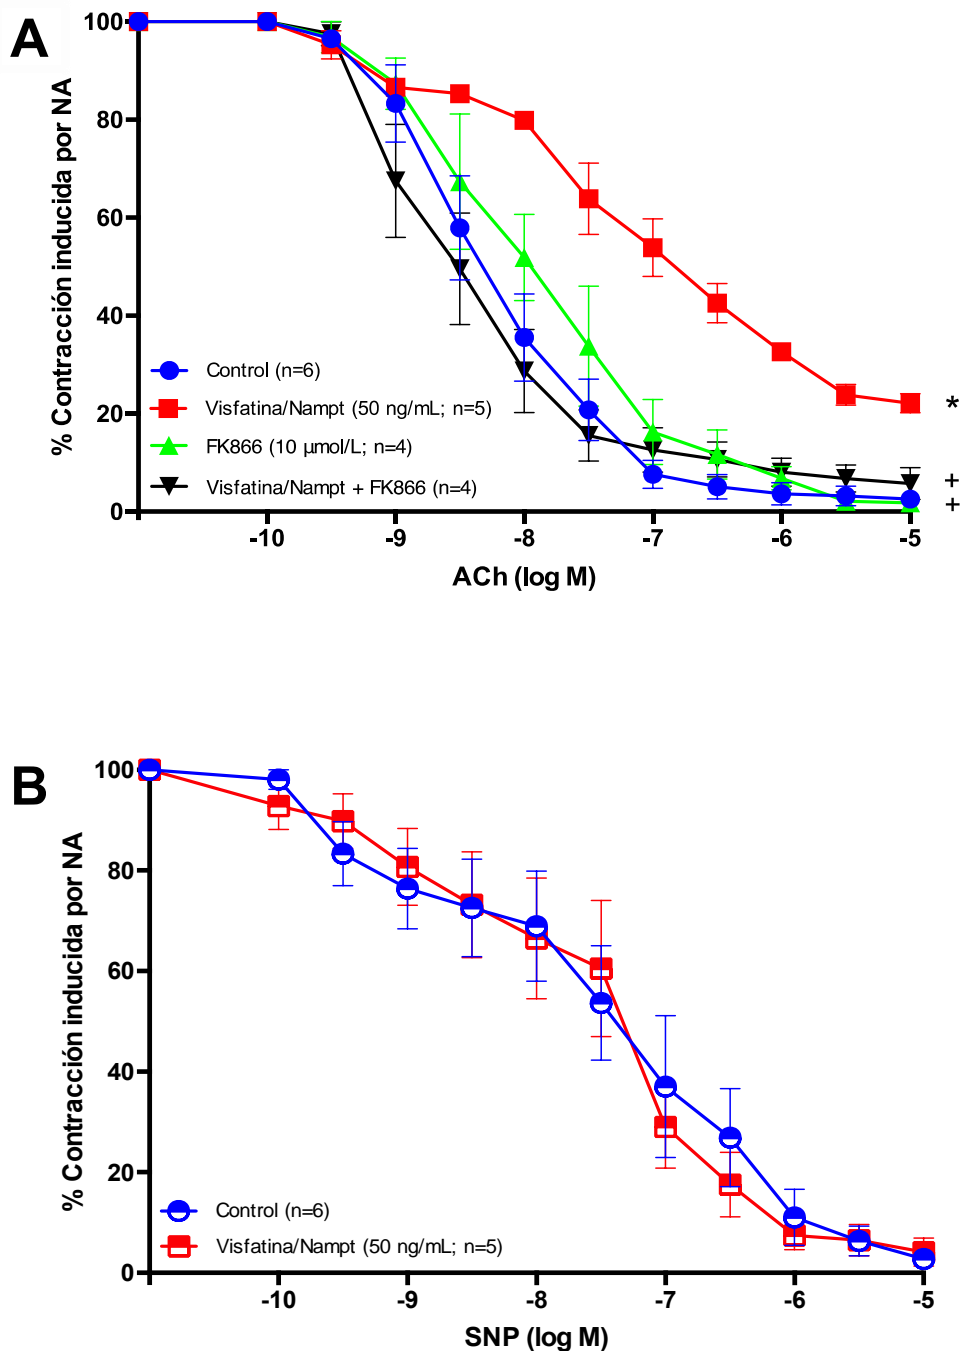 A
% Contracción inducida por NA
100
80
60
40
20
0
Control (n=6)
Visfatina/Nampt (50 ng/mL; n=5)
FK866 (10 μmol/L; n=4)
Visfatina/Nampt + FK866 (n=4)
*
+
+
-10 -9 -8 -7 -6 -5
ACh (log M)
B
% Contracción inducida por NA
100
80
60
40
20
0
Control (n=6)
Visfatina/Nampt (50 ng/mL; n=5)
-10 -9 -8 -7 -6 -5
SNP (log M)